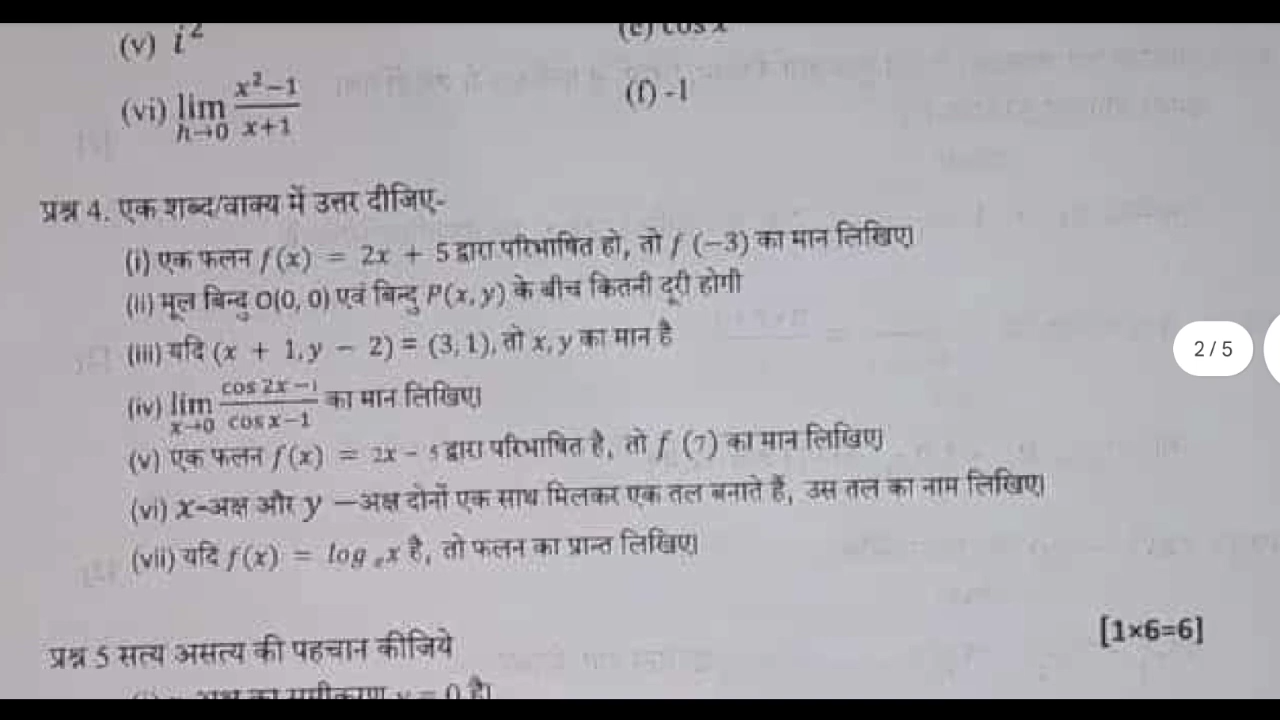 (v) i²
(vi) lim h→0 x²−1 / x+1
(f) -1
प्रश्न 4. एक शब्द/वाक्य में उत्तर दीजिए-
(i) एक फलन f(x) = 2x + 5 द्वारा परिभाषित हो, तो f (−3) का मान लिखिए।
(ii) मूल बिन्दु O(0, 0) एवं बिन्दु P(x, y) के बीच कितनी दूरी होगी
(iii) यदि (x + 1, y − 2) = (3, 1), तो x, y का मान है
(iv) lim x→0 cos 2x −1 / cos x−1 का मान लिखिए।
(v) एक फलन f(x) = 2x − 5 द्वारा परिभाषित है, तो f (7) का मान लिखिए।
(vi) x-अक्ष और y −अक्ष दोनों एक साथ मिलकर एक तल बनाते हैं, उस तल का नाम लिखिए।
(vii) यदि f(x) = log ₑx है, तो फलन का प्रान्त लिखिए।
2 / 5
[1×6=6]
प्रश्न 5 सत्य असत्य की पहचान कीजिये